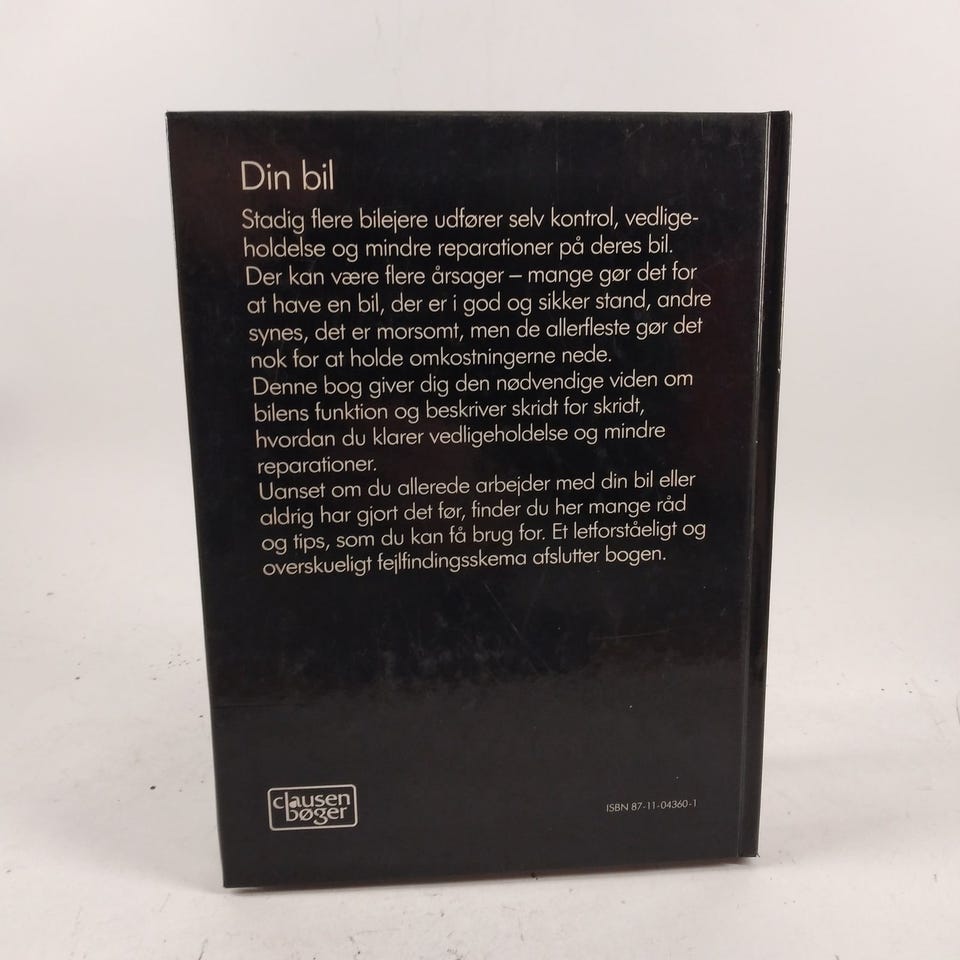 Din bil
Stadig flere bilejere udfører selv kontrol, vedlige-
holdelse og mindre reparationer på deres bil.
Der kan være flere årsager – mange gør det for
at have en bil, der er i god og sikker stand, andre
synes, det er morsomt, men de allerfleste gør det
nok for at holde omkostningerne nede.
Denne bog giver dig den nødvendige viden om
bilens funktion og beskriver skridt for skridt,
hvordan du klarer vedligeholdelse og mindre
reparationer.
Uanset om du allerede arbejder med din bil eller
aldrig har gjort det før, finder du her mange råd
og tips, som du kan få brug for. Et letforståeligt og
overskueligt fejlfindingsskema afslutter bogen.
clausen
bøger
ISBN 87-11-04360-1